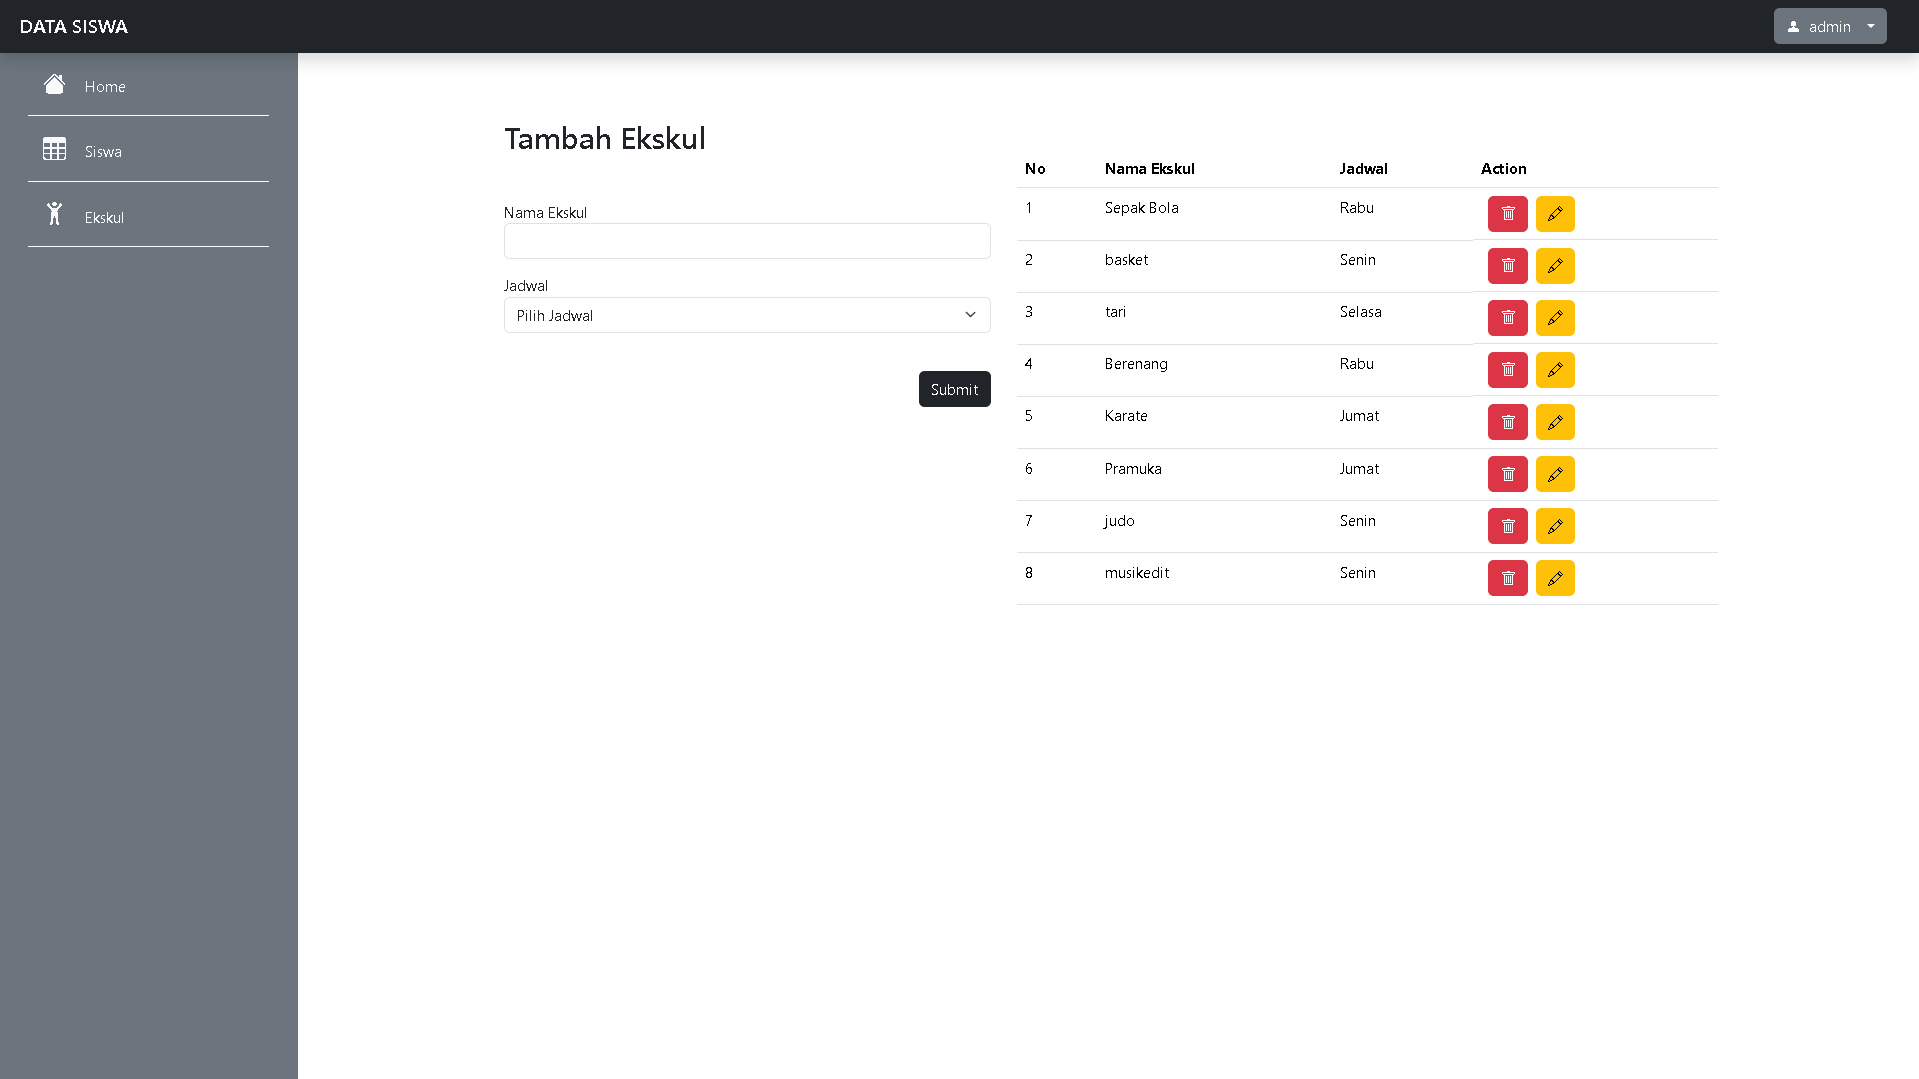 DATA SISWA
admin
Home
Siswa
Ekskul
Tambah Ekskul
Nama Ekskul
Jadwal
Pilih Jadwal
Submit
No Nama Ekskul Jadwal Action
1 Sepak Bola Rabu
2 basket Senin
3 tari Selasa
4 Berenang Rabu
5 Karate Jumat
6 Pramuka Jumat
7 judo Senin
8 musikedit Senin